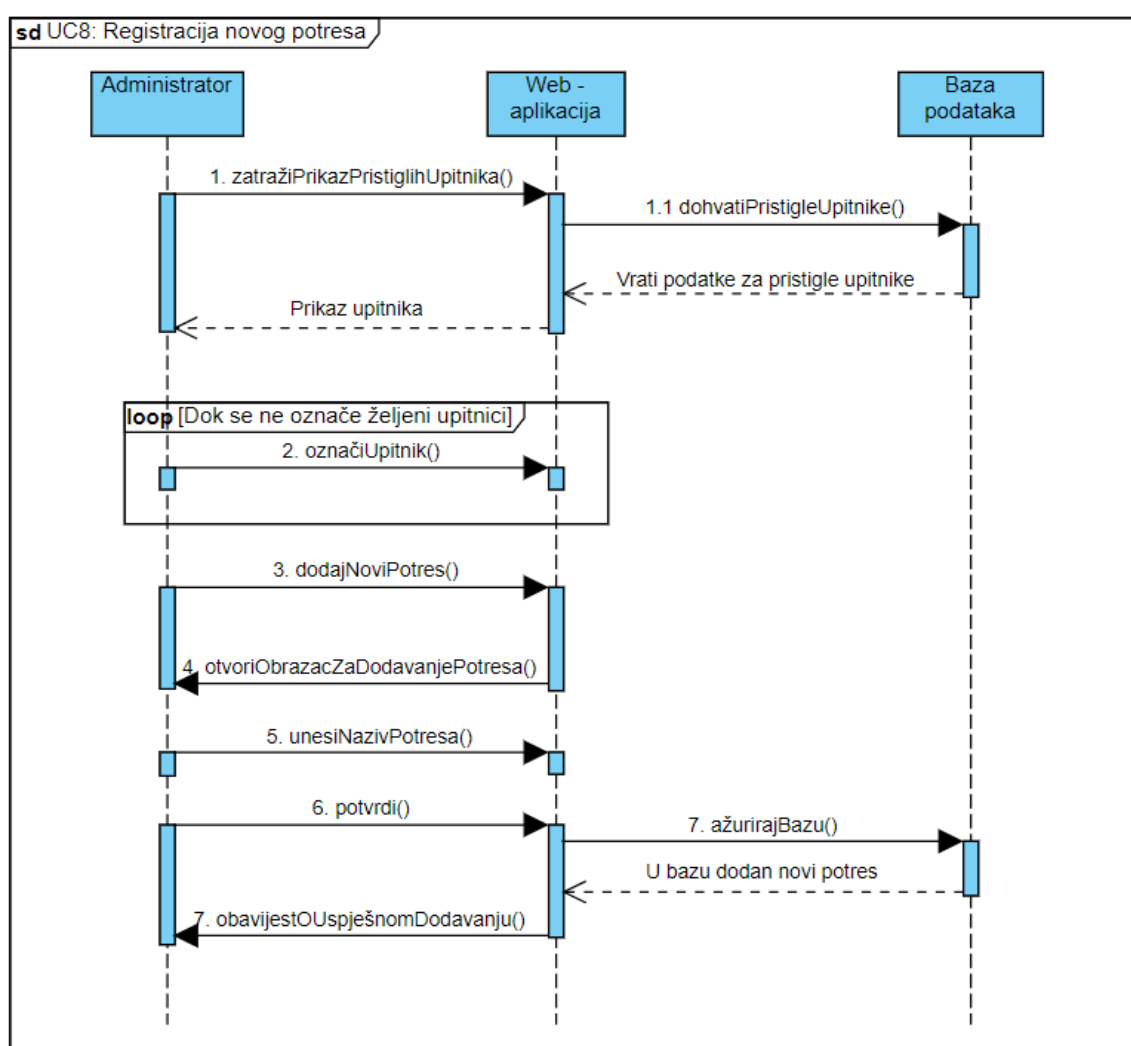 sd UC8: Registracija novog potresa
Administrator
Web -
aplikacija
Baza
podataka
1. zatražiPrikazPristiglihUpitnika()
1.1 dohvatiPristigleUpitnike()
Vrati podatke za pristigle upitnike
Prikaz upitnika
loop [Dok se ne označe željeni upitnici]
2. označiUpitnik()
3. dodajNoviPotres()
4. otvoriObrazacZaDodavanjePotresa()
5. unesiNazivPotresa()
6. potvrdi()
7. ažurirajBazu()
U bazu dodan novi potres
7. obavijestOUspješnomDodavanju()